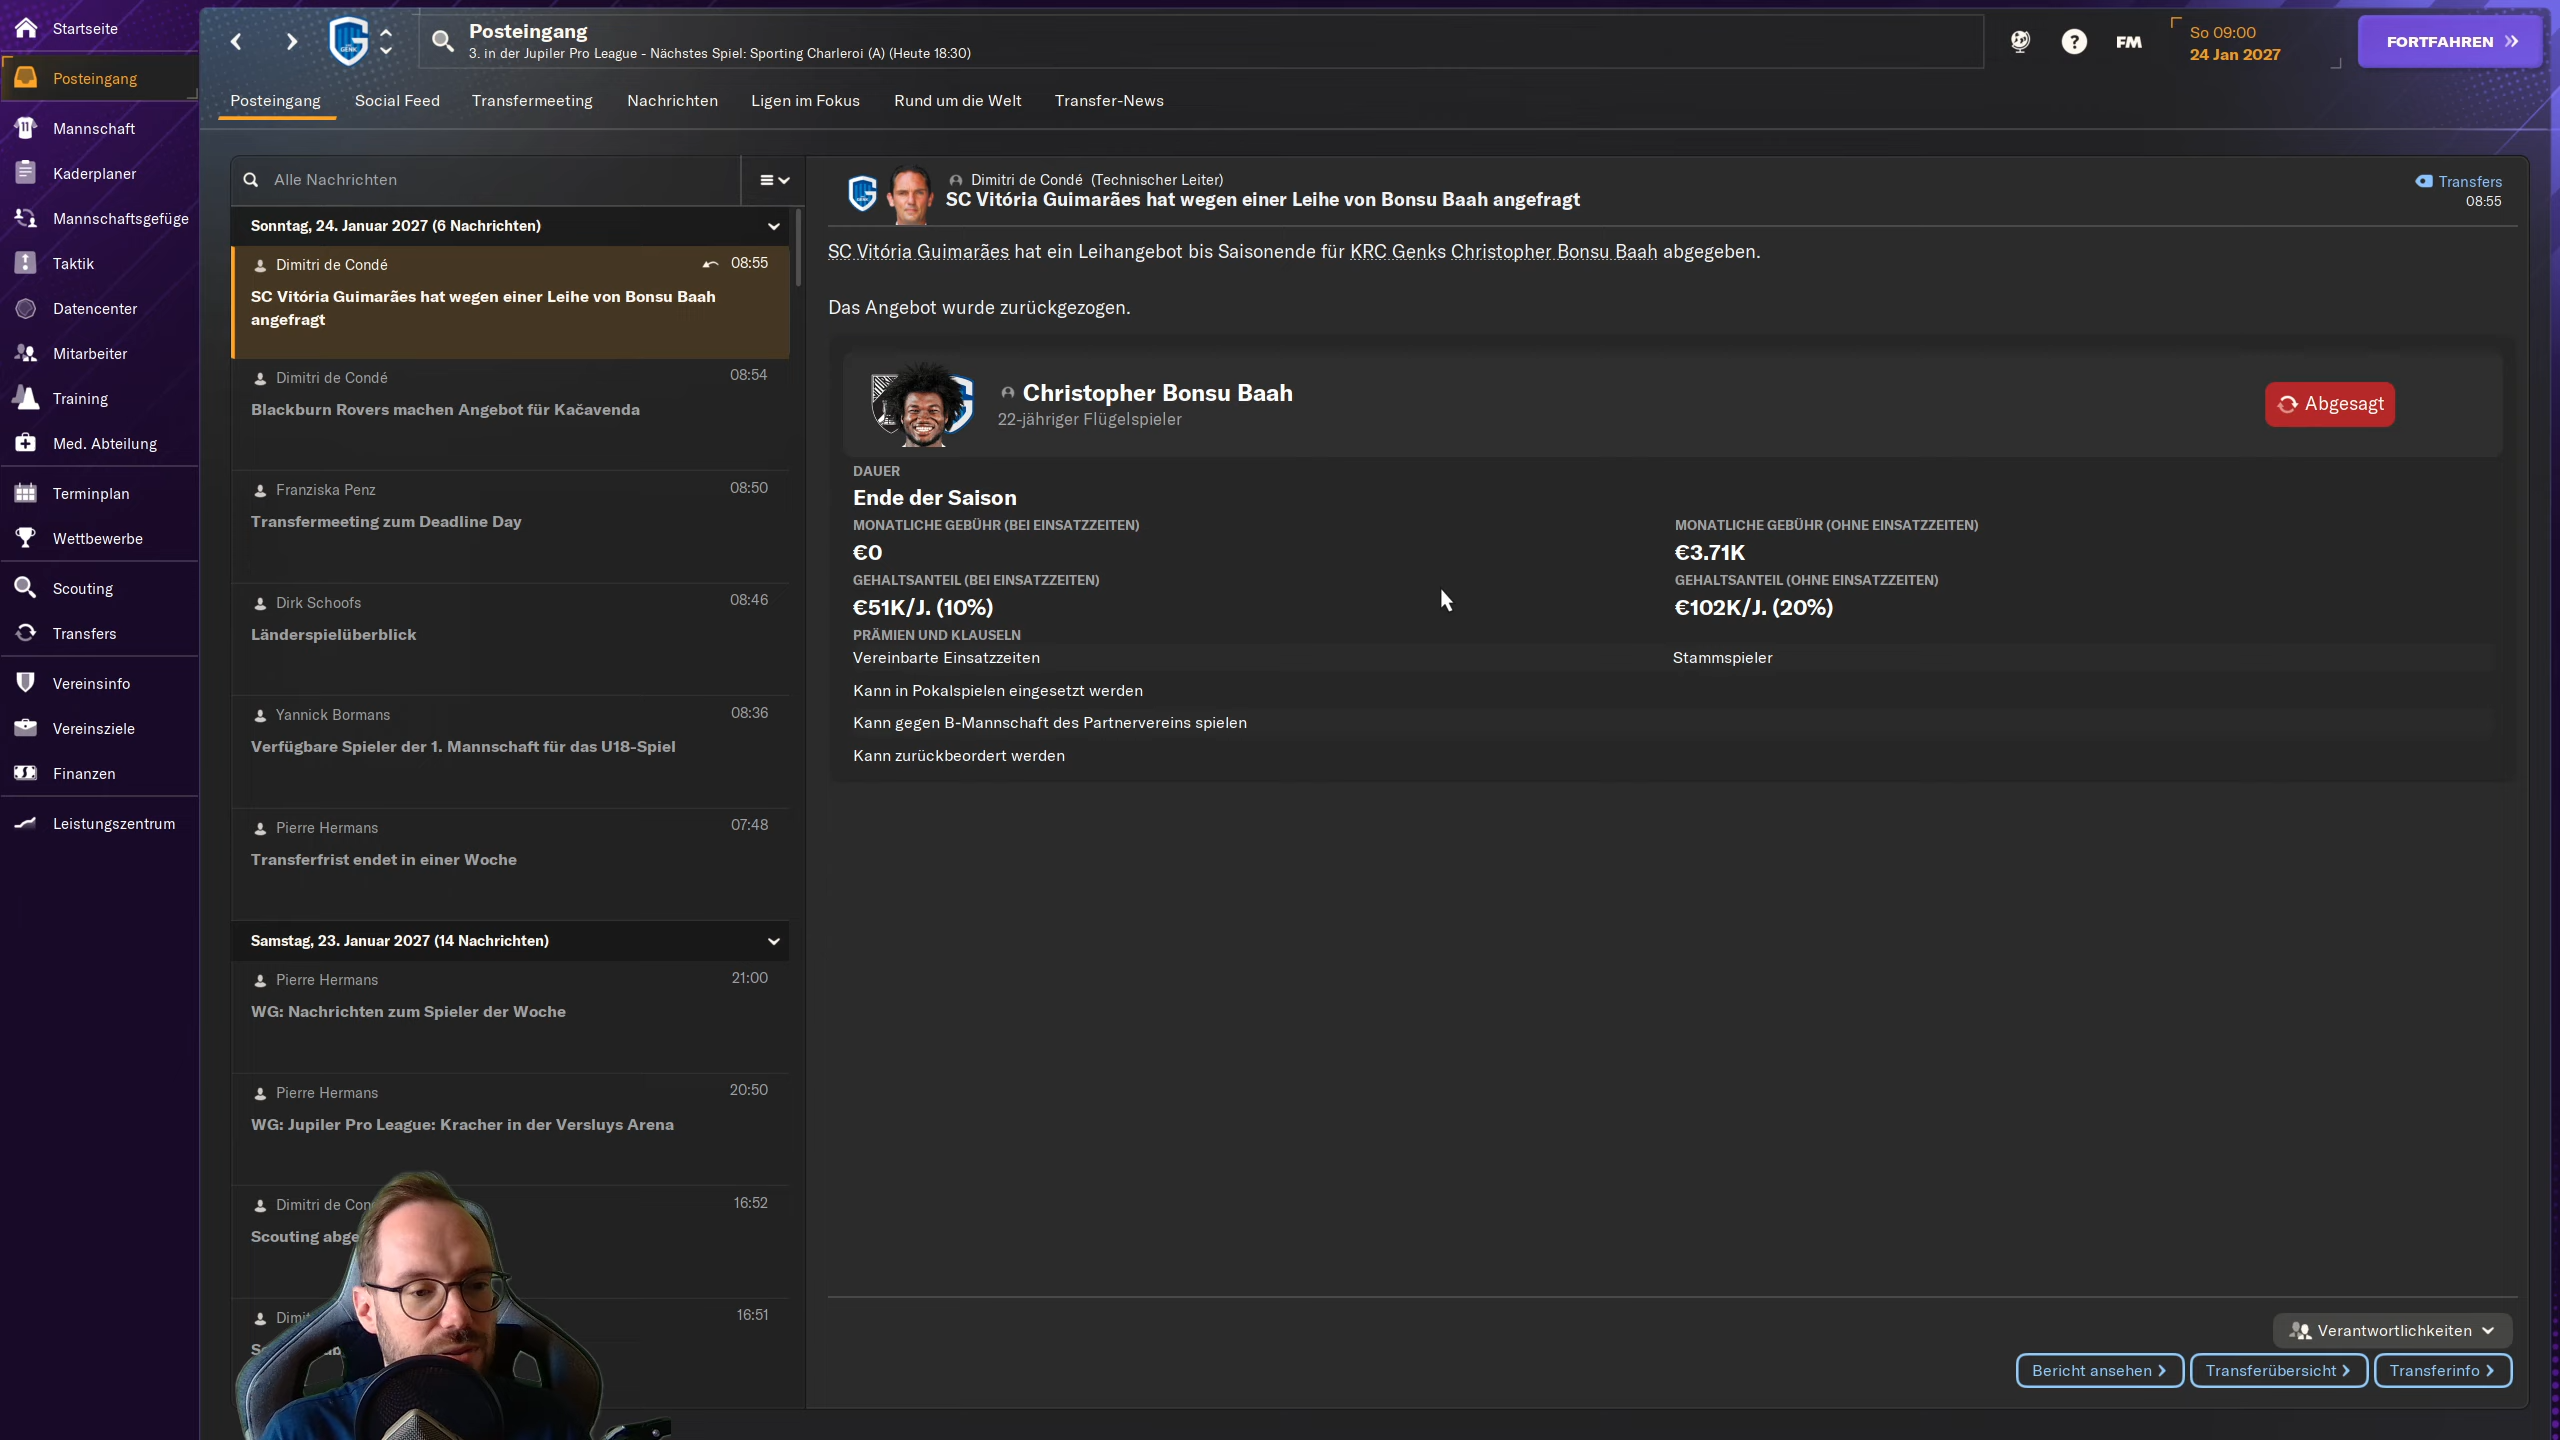 Startseite
Posteingang
Mannschaft
Kaderplaner
Mannschaftsgefüge
Taktik
Datencenter
Mitarbeiter
Training
Med. Abteilung
Terminplan
Wettbewerbe
Scouting
Transfers
Vereinsinfo
Vereinsziele
Finanzen
Leistungszentrum
GENK
Posteingang
3. in der Jupiler Pro League - Nächstes Spiel: Sporting Charleroi (A) (Heute 18:30)
FM
So 09:00
24 Jan 2027
FORTFAHREN
Posteingang Social Feed Transfermeeting Nachrichten Ligen im Fokus Rund um die Welt Transfer-News
Alle Nachrichten
Sonntag, 24. Januar 2027 (6 Nachrichten)
Dimitri de Condé 08:55
SC Vitória Guimarães hat wegen einer Leihe von Bonsu Baah
angefragt
Dimitri de Condé 08:54
Blackburn Rovers machen Angebot für Kačavenda
Franziska Penz 08:50
Transfermeeting zum Deadline Day
Dirk Schoofs 08:46
Länderspielüberblick
Yannick Bormans 08:36
Verfügbare Spieler der 1. Mannschaft für das U18-Spiel
Pierre Hermans 07:48
Transferfrist endet in einer Woche
Samstag, 23. Januar 2027 (14 Nachrichten)
Pierre Hermans 21:00
WG: Nachrichten zum Spieler der Woche
Pierre Hermans 20:50
WG: Jupiler Pro League: Kracher in der Versluys Arena
Dimitri de Con 16:52
Scouting abge
Dimit 16:51
Dimitri de Condé (Technischer Leiter)
SC Vitória Guimarães hat wegen einer Leihe von Bonsu Baah angefragt
Transfers
08:55
SC Vitória Guimarães hat ein Leihangebot bis Saisonende für KRC Genks Christopher Bonsu Baah abgegeben.
Das Angebot wurde zurückgezogen.
Christopher Bonsu Baah
22-jähriger Flügelspieler
Abgesagt
DAUER
Ende der Saison
MONATLICHE GEBÜHR (BEI EINSATZZEITEN) MONATLICHE GEBÜHR (OHNE EINSATZZEITEN)
€0 €3.71K
GEHALTSANTEIL (BEI EINSATZZEITEN) GEHALTSANTEIL (OHNE EINSATZZEITEN)
€51K/J. (10%) €102K/J. (20%)
PRÄMIEN UND KLAUSELN
Vereinbarte Einsatzzeiten Stammspieler
Kann in Pokalspielen eingesetzt werden
Kann gegen B-Mannschaft des Partnervereins spielen
Kann zurückbeordert werden
Verantwortlichkeiten
Bericht ansehen Transferübersicht Transferinfo